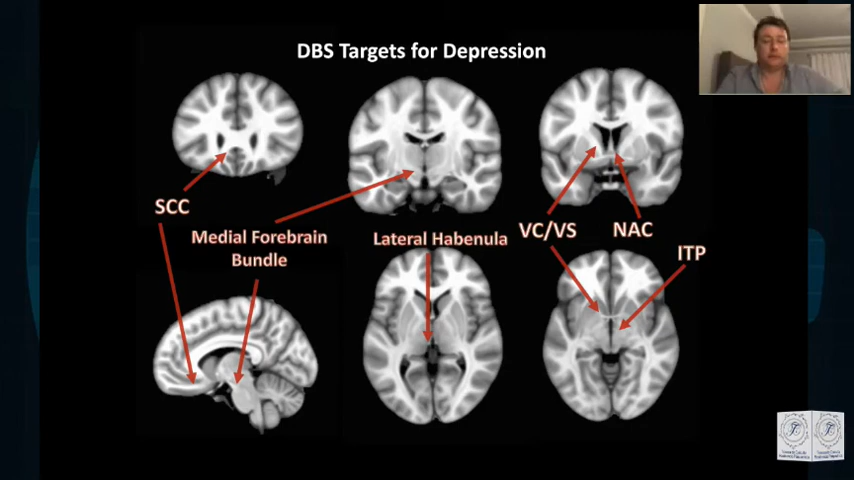 DBS Targets for Depression
SCC
Medial Forebrain
Bundle
Lateral Habenula
VC/VS
NAC
ITP